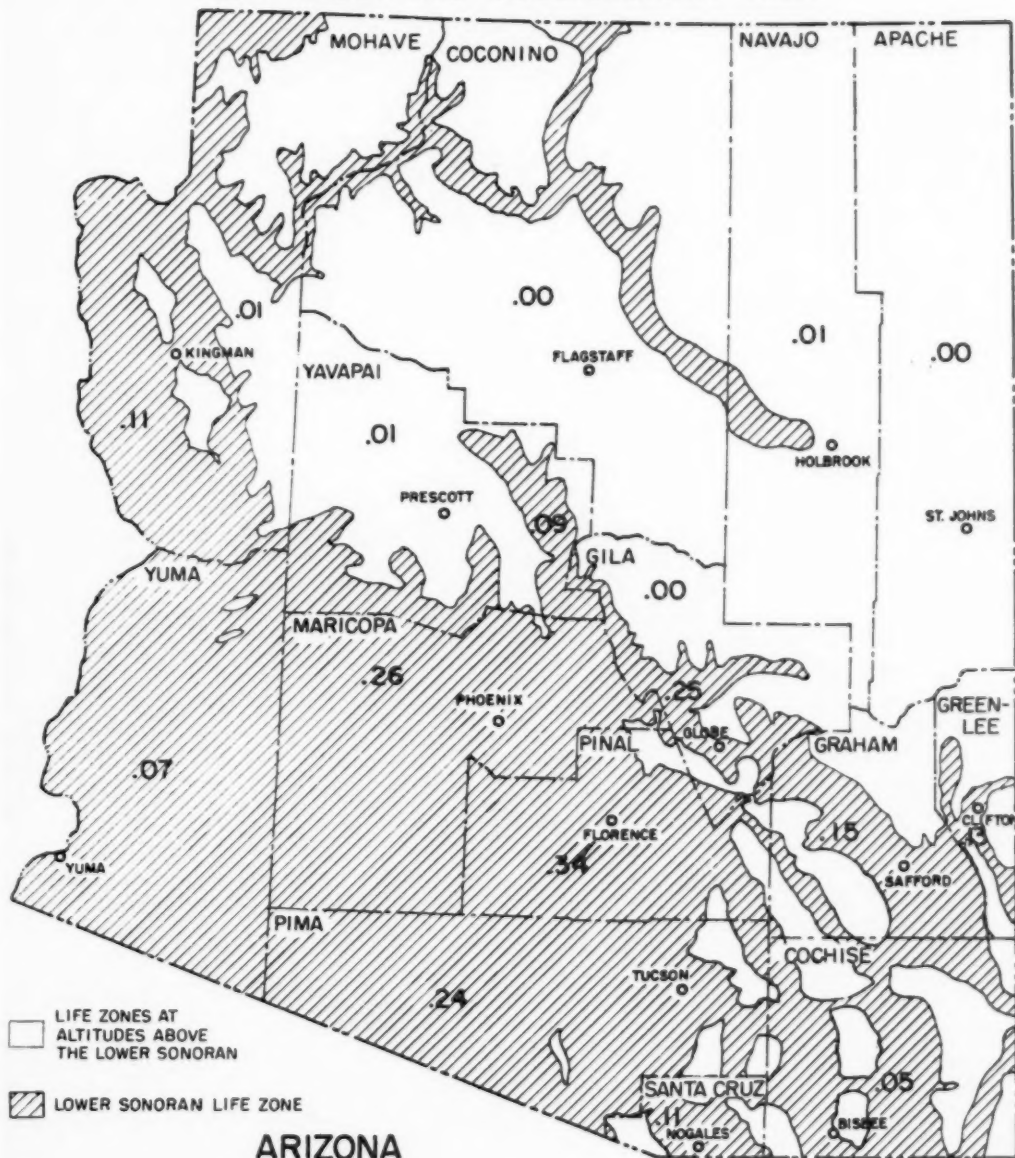 MOHAVE
COCONINO
NAVAJO
APACHE
.01
.00
.01
.00
KINGMAN
FLAGSTAFF
YAVAPAI
.11
.01
HOLBROOK
PRESCOTT
.09
ST. JOHNS
YUMA
GILA
.00
MARICOPA
.26
PHOENIX
.25
GREEN-
LEE
PINAL
GLOBE
GRAHAM
.07
FLORENCE
.34
.15
CLIFTON
.13
YUMA
SAFFORD
PIMA
COCHISE
TUCSON
.24
LIFE ZONES AT
ALTITUDES ABOVE
THE LOWER SONORAN
LOWER SONORAN LIFE ZONE
SANTA CRUZ
.05
.11
NOGALES
BISBEE
ARIZONA